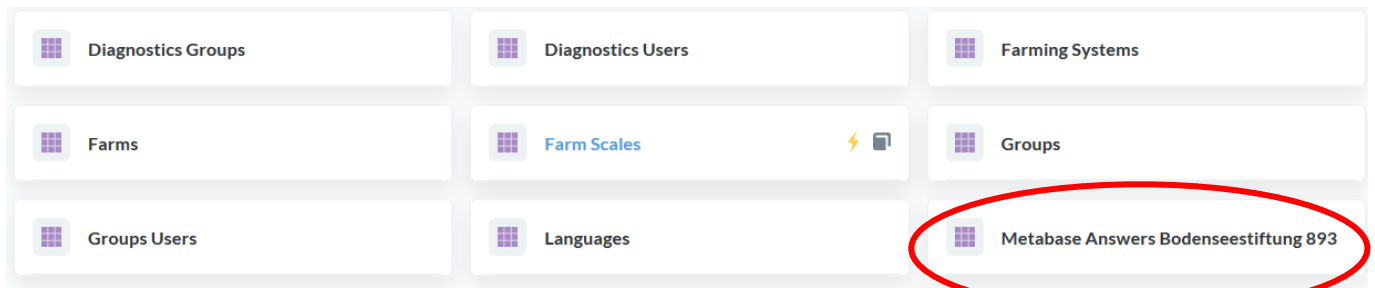 Diagnostics Groups
Diagnostics Users
Farming Systems
Farms
Farm Scales
Groups
Groups Users
Languages
Metabase Answers Bodenseestiftung 893